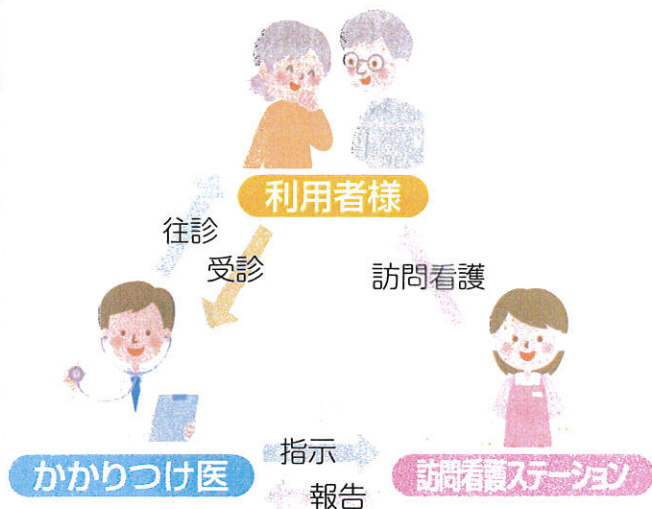 利用者様
往診
受診
訪問看護
指示
かかりつけ医
訪問看護ステーション
報告